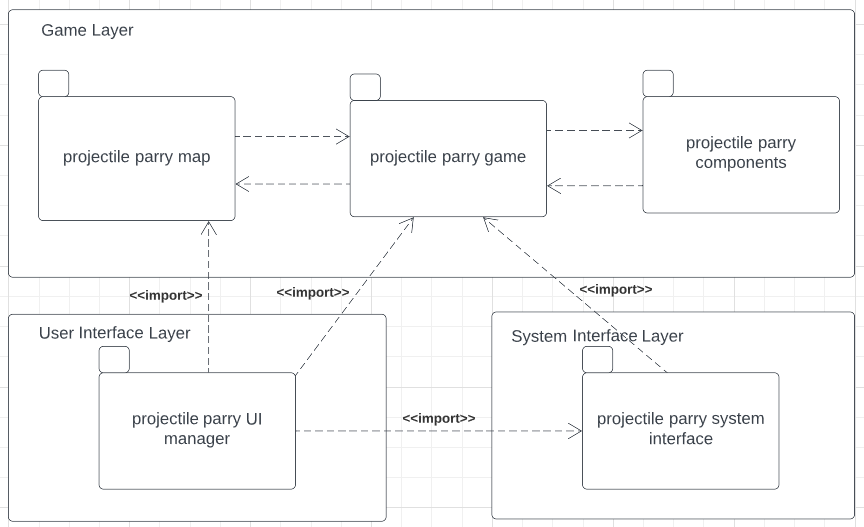 Game Layer
projectile parry map
projectile parry game
projectile parry
components
<<import>>
<<import>>
<<import>>
User Interface Layer
System Interface Layer
projectile parry UI
manager
<<import>>
projectile parry system
interface